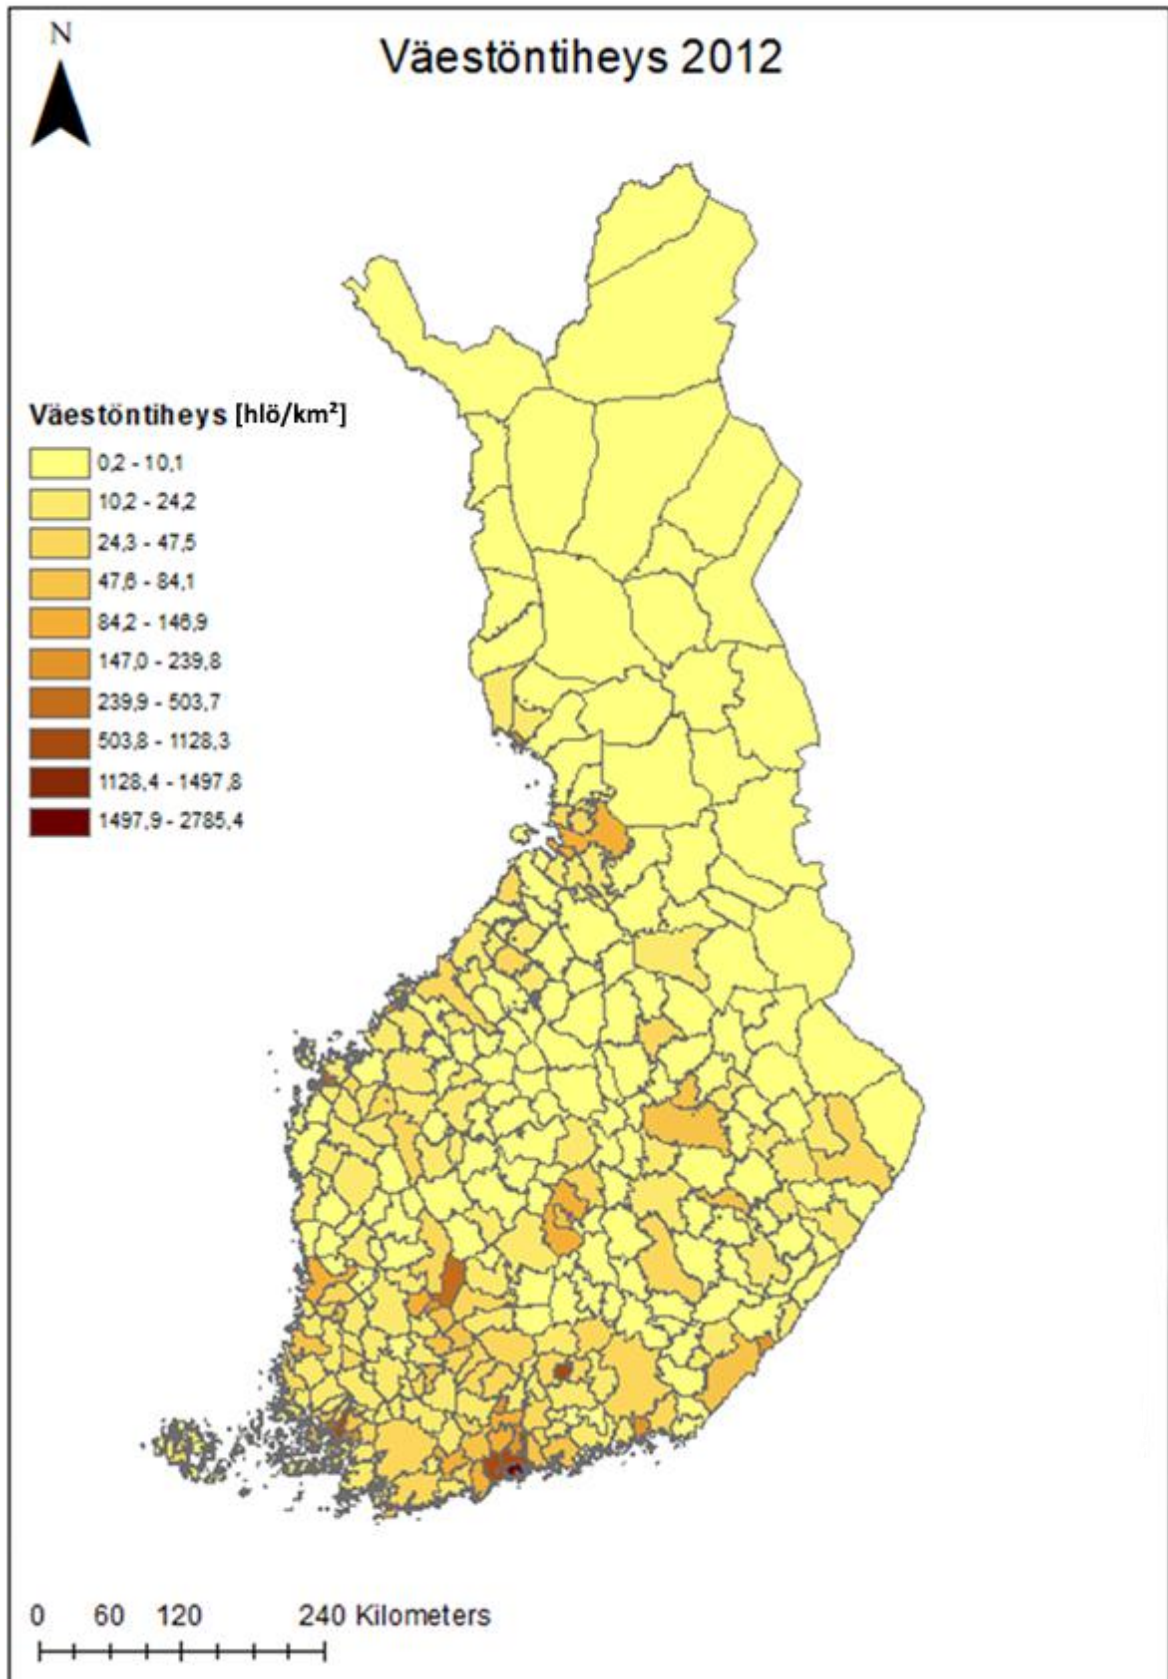 N
Väestöntiheys 2012
Väestöntiheys [hlö/km²]
0,2 - 10,1
10,2 - 24,2
24,3 - 47,5
47,6 - 84,1
84,2 - 146,9
147,0 - 239,8
239,9 - 503,7
503,8 - 1128,3
1128,4 - 1497,8
1497,9 - 2785,4
0 60 120 240 Kilometers